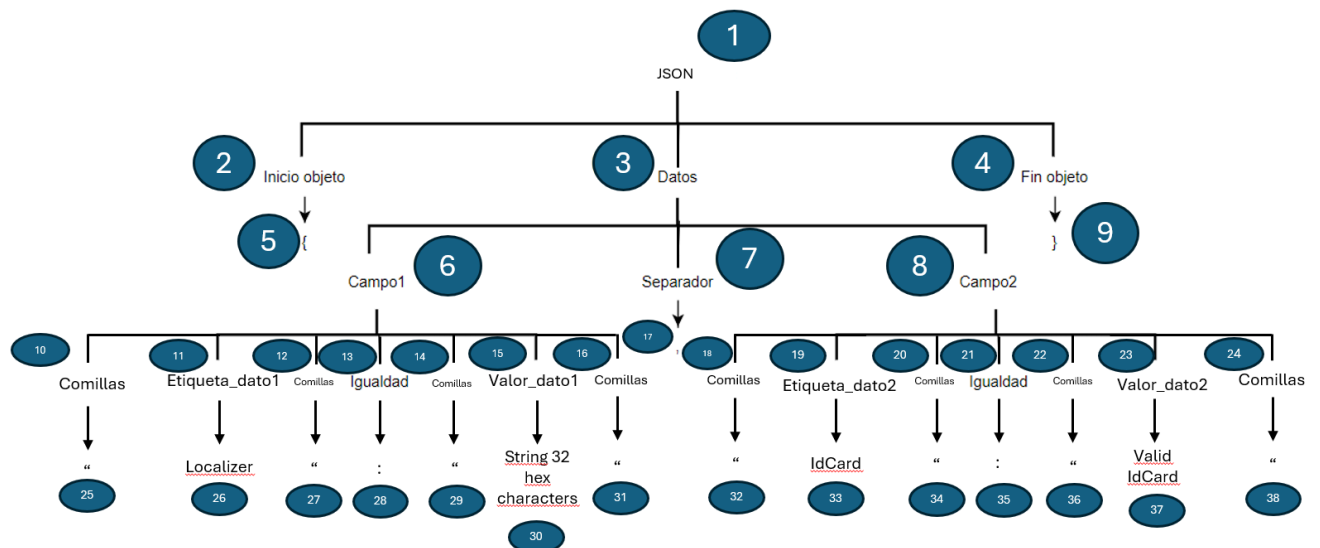 1
JSON
2 3 4
Inicio objeto Datos Fin objeto
5 { } 9
6 7 8
Campo1 Separador Campo2
17 ,
10 11 12 13 14 15 16 18 19 20 21 22 23 24
Comillas Etiqueta_dato1 Comillas Igualdad Comillas Valor_dato1 Comillas Comillas Etiqueta_dato2 Comillas Igualdad Comillas Valor_dato2 Comillas
“ Localizer “ : “ String 32 hex characters “ “ IdCard “ : “ Valid IdCard “
25 26 27 28 29 30 31 32 33 34 35 36 37 38